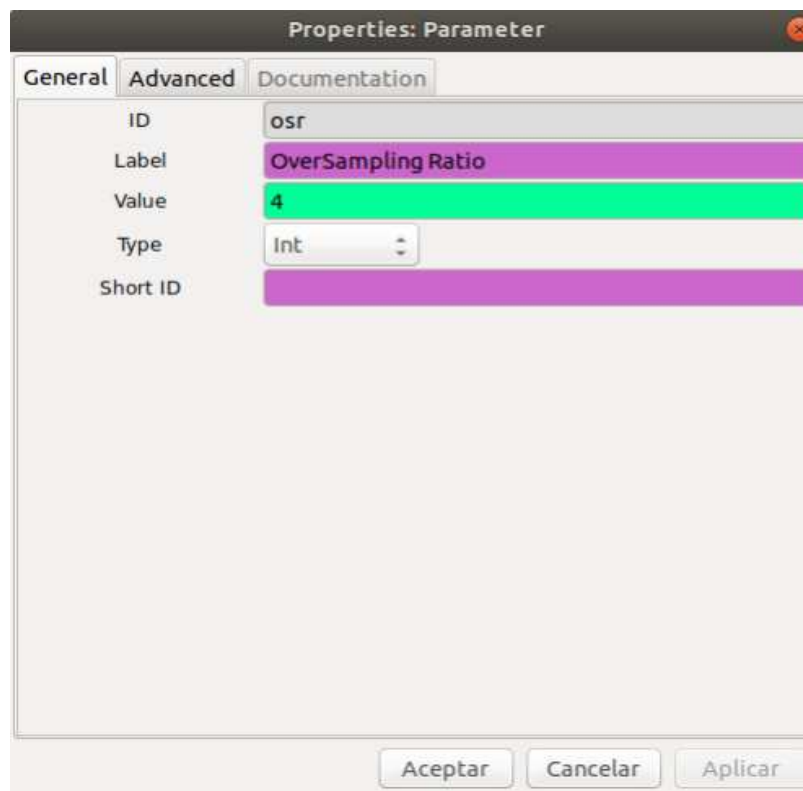 Properties: Parameter
General Advanced Documentation
ID osr
Label OverSampling Ratio
Value 4
Type Int
Short ID
Aceptar Cancelar Aplicar